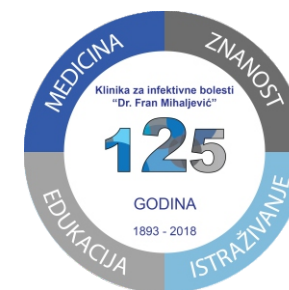 MEDICINA
ZNANOST
Klinika za infektivne bolesti
“Dr. Fran Mihaljević”
125
GODINA
1893 - 2018
EDUKACIJA
ISTRAŽIVANJE